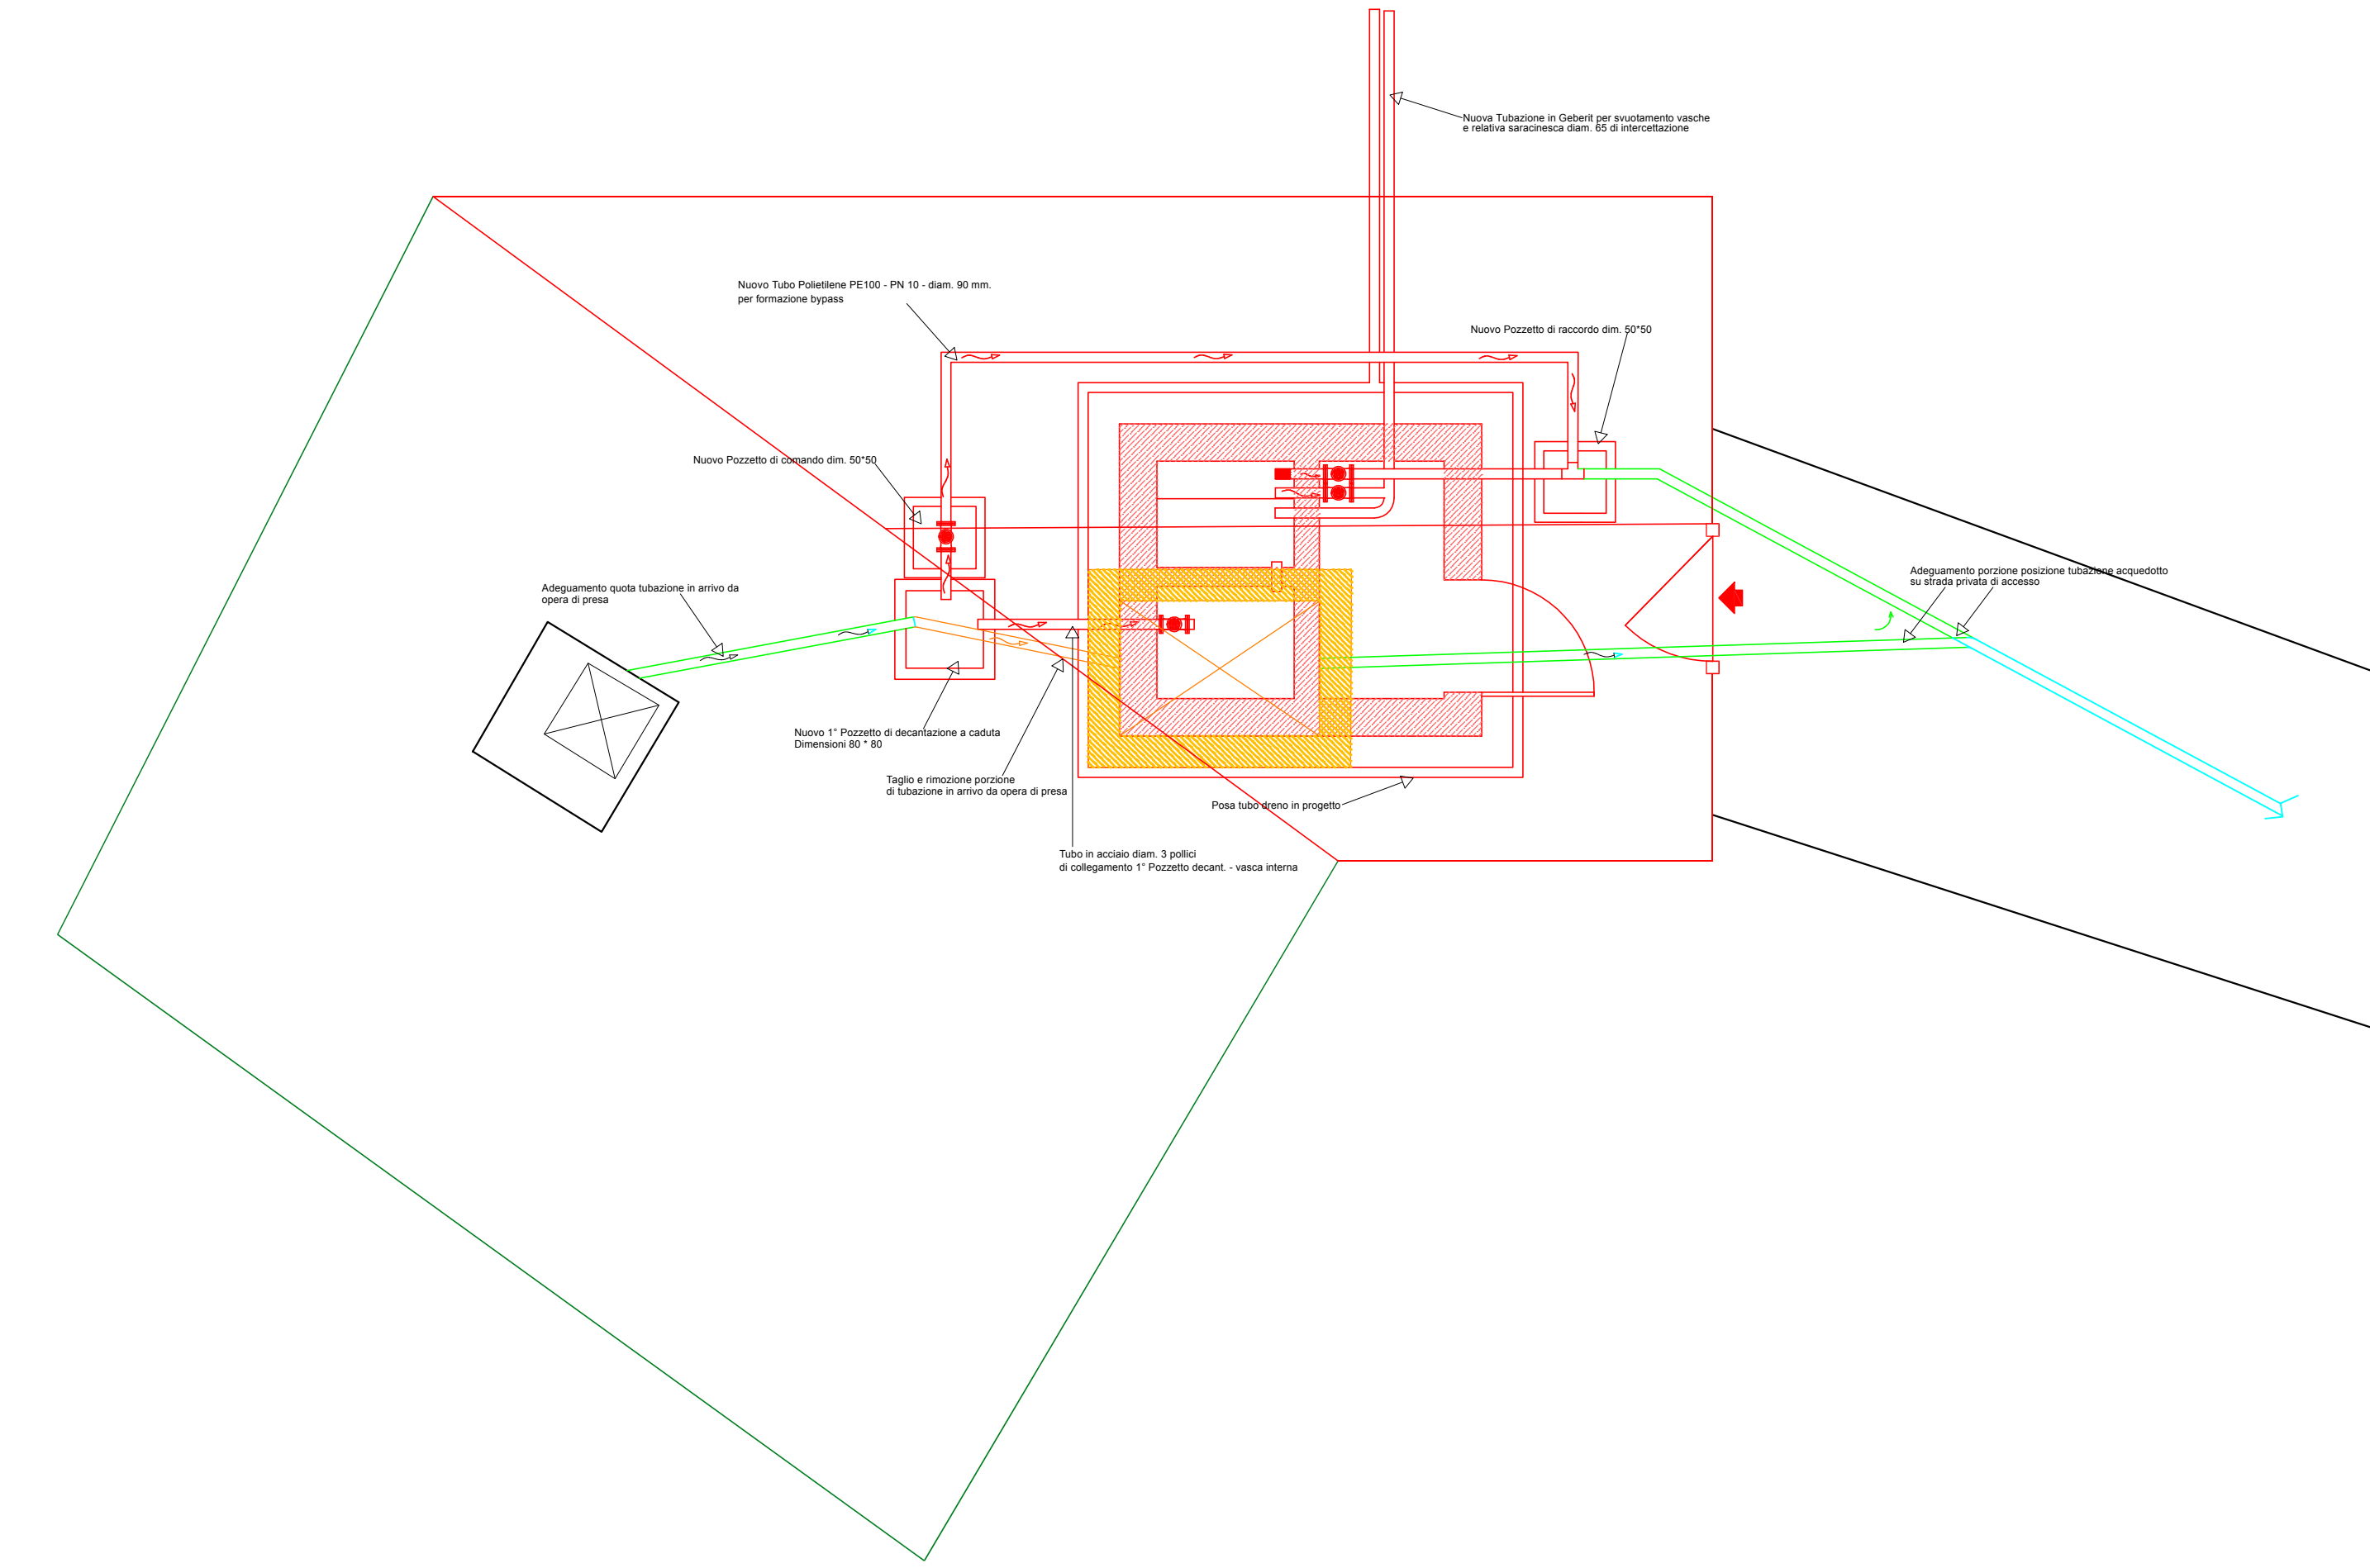 Nuova Tubazione in Geberit per svuotamento vasche
e relativa saracinesca diam. 65 di intercettazione
Nuovo Tubo Polietilene PE100 - PN 10 - diam. 90 mm.
per formazione bypass
Nuovo Pozzetto di raccordo dim. 50*50
Nuovo Pozzetto di comando dim. 50*50
Adeguamento quota tubazione in arrivo da
opera di presa
Adeguamento porzione posizione tubazione acquedotto
su strada privata di accesso
Nuovo 1° Pozzetto di decantazione a caduta
Dimensioni 80 * 80
Taglio e rimozione porzione
di tubazione in arrivo da opera di presa
Posa tubo dreno in progetto
Tubo in acciaio diam. 3 pollici
di collegamento 1° Pozzetto decant. - vasca interna